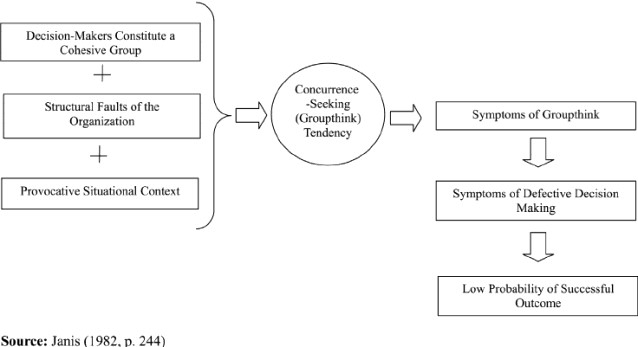 Decision-Makers Constitute a
Cohesive Group
+
Structural Faults of the
Organization
+
Provocative Situational Context
Concurrence
-Seeking
(Groupthink)
Tendency
Symptoms of Groupthink
Symptoms of Defective Decision
Making
Low Probability of Successful
Outcome
Source: Janis (1982, p. 244)